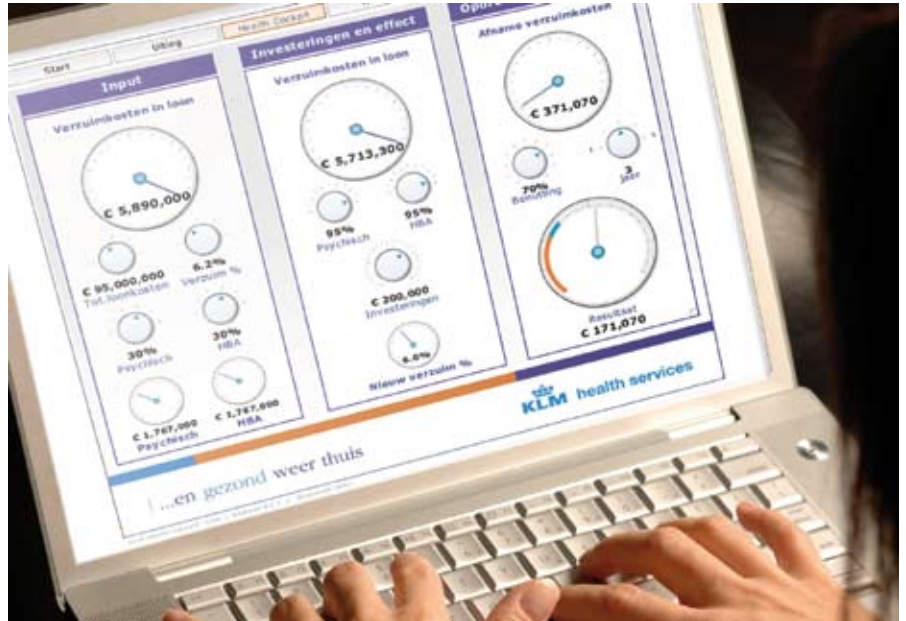 Start
Uitleg
Health Cockpit
Input
Verzuimkosten in loon
€ 5,890,000
€ 95,000,000
Tot.loonkosten
6.2%
Verzuim %
30%
Psychisch
30%
HBA
€ 1,767,000
Psychisch
€ 1,767,000
HBA
Investeringen en effect
Verzuimkosten in loon
€ 5,713,300
95%
Psychisch
95%
HBA
€ 200,000
Investeringen
6.0%
Nieuw verzuim %
Afname verzuimkosten
€ 371,070
70%
Benutting
3
jaar
Resultaat
€ 171,070
KLM health services
...en gezond weer thuis